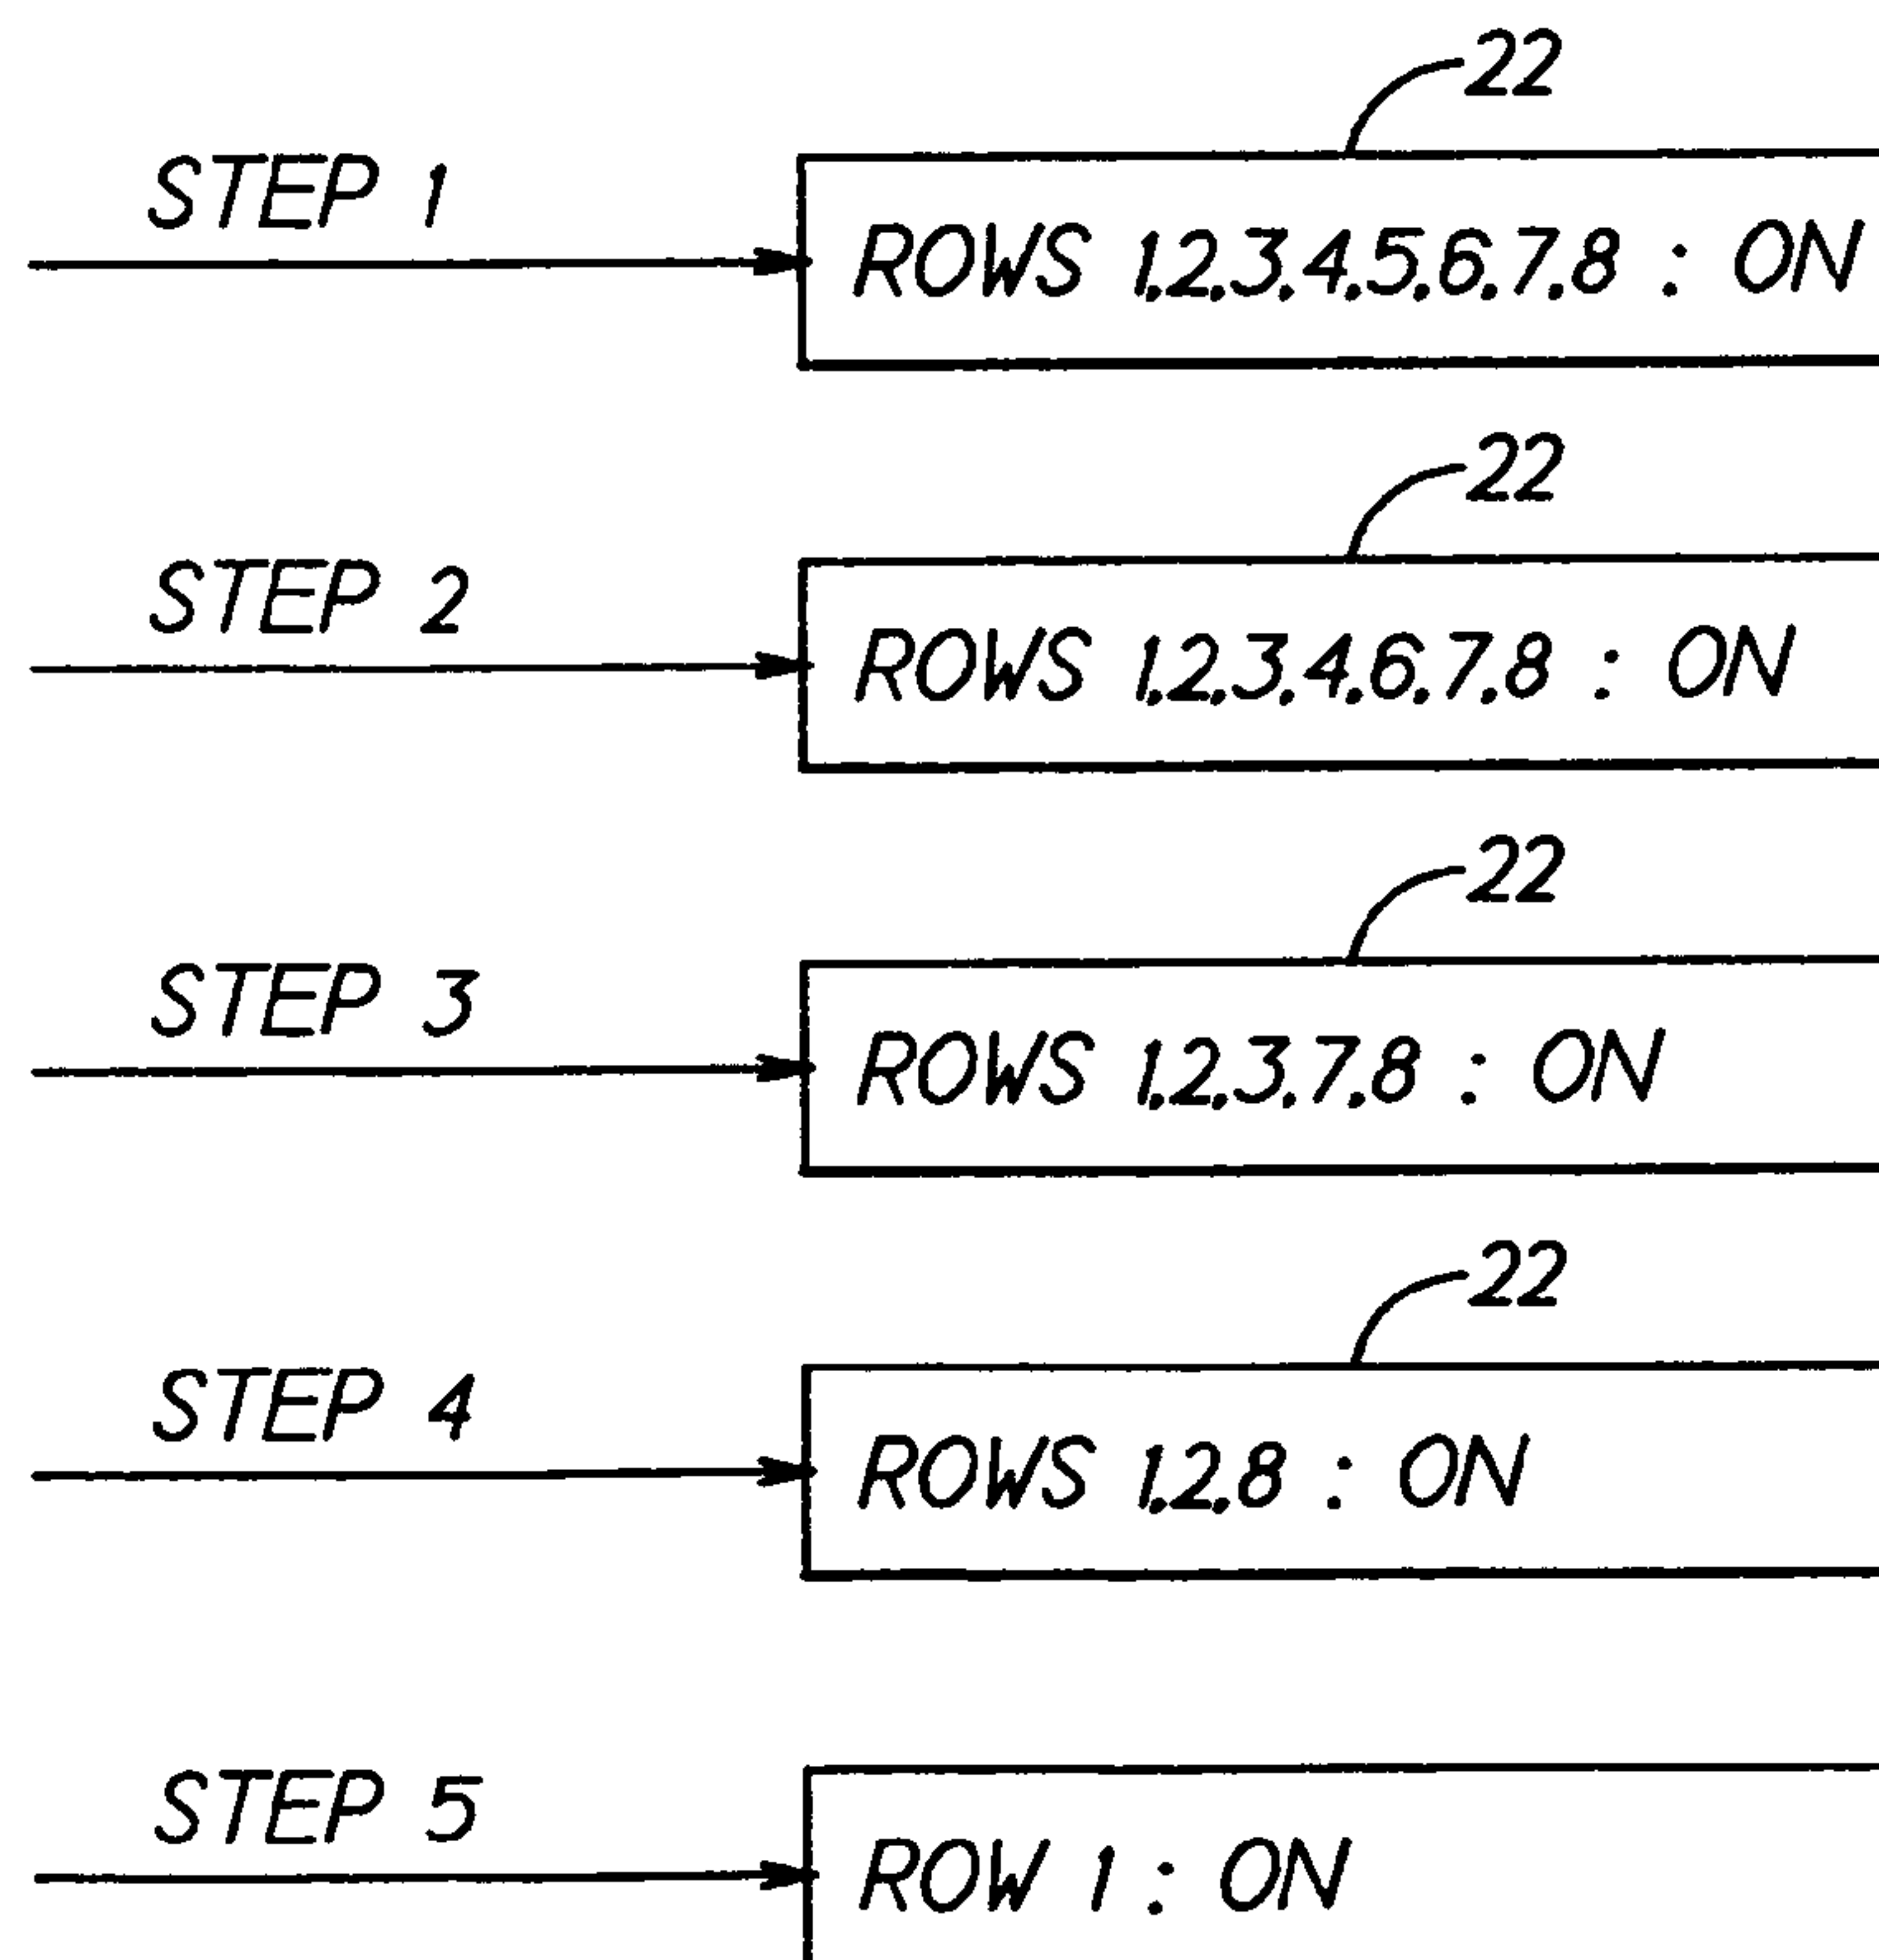 22
STEP 1
ROWS 1,2,3,4,5,6,7,8 : ON
22
STEP 2
ROWS 1,2,3,4,6,7,8 : ON
22
STEP 3
ROWS 1,2,3,7,8 : ON
22
STEP 4
ROWS 1,2,8 : ON
STEP 5
ROW 1 : ON